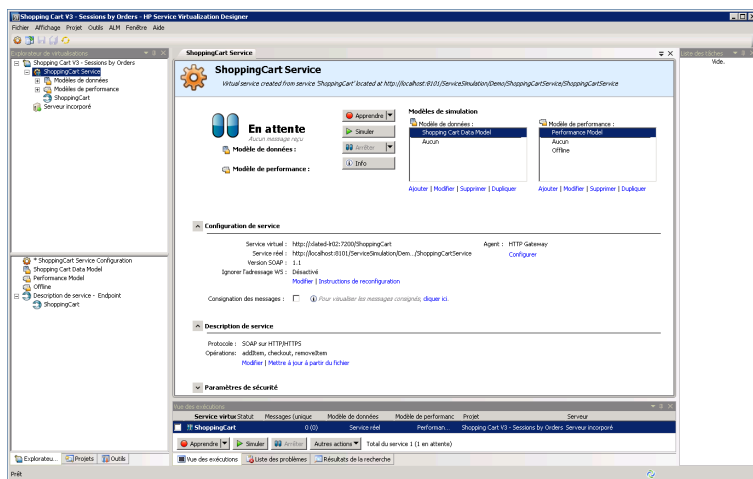 Shopping Cart V3 - Sessions by Orders - HP Service Virtualization Designer
Fichier Affichage Projet Outils ALM Fenêtre Aide
Explorateur de virtualisations
Shopping Cart V3 - Sessions by Orders
ShoppingCart Service
Modèles de données
Modèles de performance
ShoppingCart
Serveur incorporé
* ShoppingCart Service Configuration
Shopping Cart Data Model
Performance Model
Offline
Description de service - Endpoint
ShoppingCart
Explorateu... Projets Outils
ShoppingCart Service
ShoppingCart Service
Virtual service created from service 'ShoppingCart' located at http://localhost:8101/ServiceSimulation/Demo/ShoppingCartService/ShoppingCartService
En attente
Aucun message reçu
Modèle de données :
Modèle de performance :
Apprendre
Simuler
Arrêter
Info
Modèles de simulation
Modèle de données :
Shopping Cart Data Model
Aucun
Ajouter | Modifier | Supprimer | Dupliquer
Modèle de performance :
Performance Model
Aucun
Offline
Ajouter | Modifier | Supprimer | Dupliquer
Configuration de service
Service virtuel : http://dated-lr02:7200/ShoppingCart
Agent : HTTP Gateway
Service réel : http://localhost:8101/ServiceSimulation/Dem.../ShoppingCartService
Configurer
Version SOAP : 1.1
Ignorer l'adressage WS : Désactivé
Modifier | Instructions de reconfiguration
Consignation des messages : Pour visualiser les messages consignés, cliquer ici.
Description de service
Protocole : SOAP sur HTTP/HTTPS
Opérations: addItem, checkout, removeItem
Modifier | Mettre à jour à partir du fichier
Paramètres de sécurité
Vue des exécutions
Service virtue Statut Messages (unique Modèle de données Modèle de performanc Projet Serveur
ShoppingCart 0 (0) Service réel Performan... Shopping Cart V3 - Sessions by Orders Serveur incorporé
Apprendre Simuler Arrêter Autres actions Total du service 1 (1 en attente)
Vue des exécutions Liste des problèmes Résultats de la recherche
Liste des tâches
Vide.
Prêt